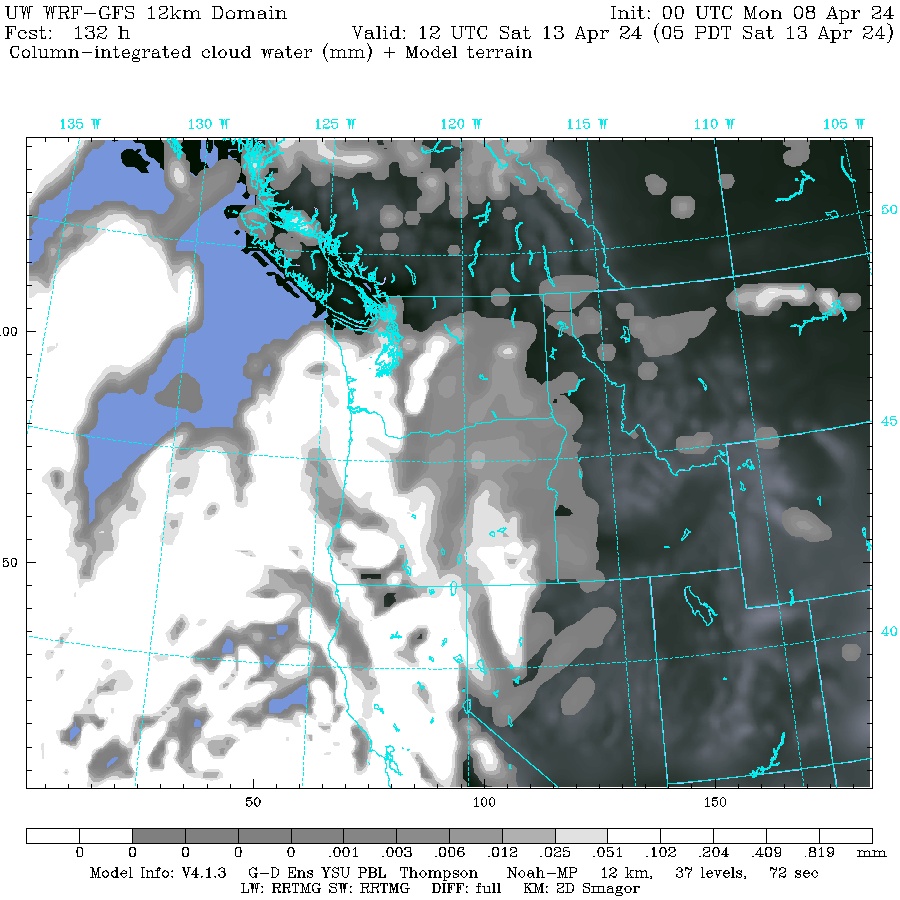 UW WRF-GFS 12km Domain Init: 00 UTC Mon 08 Apr 24
Fcst: 132 h Valid: 12 UTC Sat 13 Apr 24 (05 PDT Sat 13 Apr 24)
Column-integrated cloud water (mm) + Model terrain
135 W 130 W 125 W 120 W 115 W 110 W 105 W
50
00
45
50
40
50 100 150
0 0 0 0 .001 .003 .006 .012 .025 .051 .102 .204 .409 .819 mm
Model Info: V4.1.3 G-D Ens YSU PBL Thompson Noah-MP 12 km, 37 levels, 72 sec
LW: RRTMG SW: RRTMG DIFF: full KM: 2D Smagor